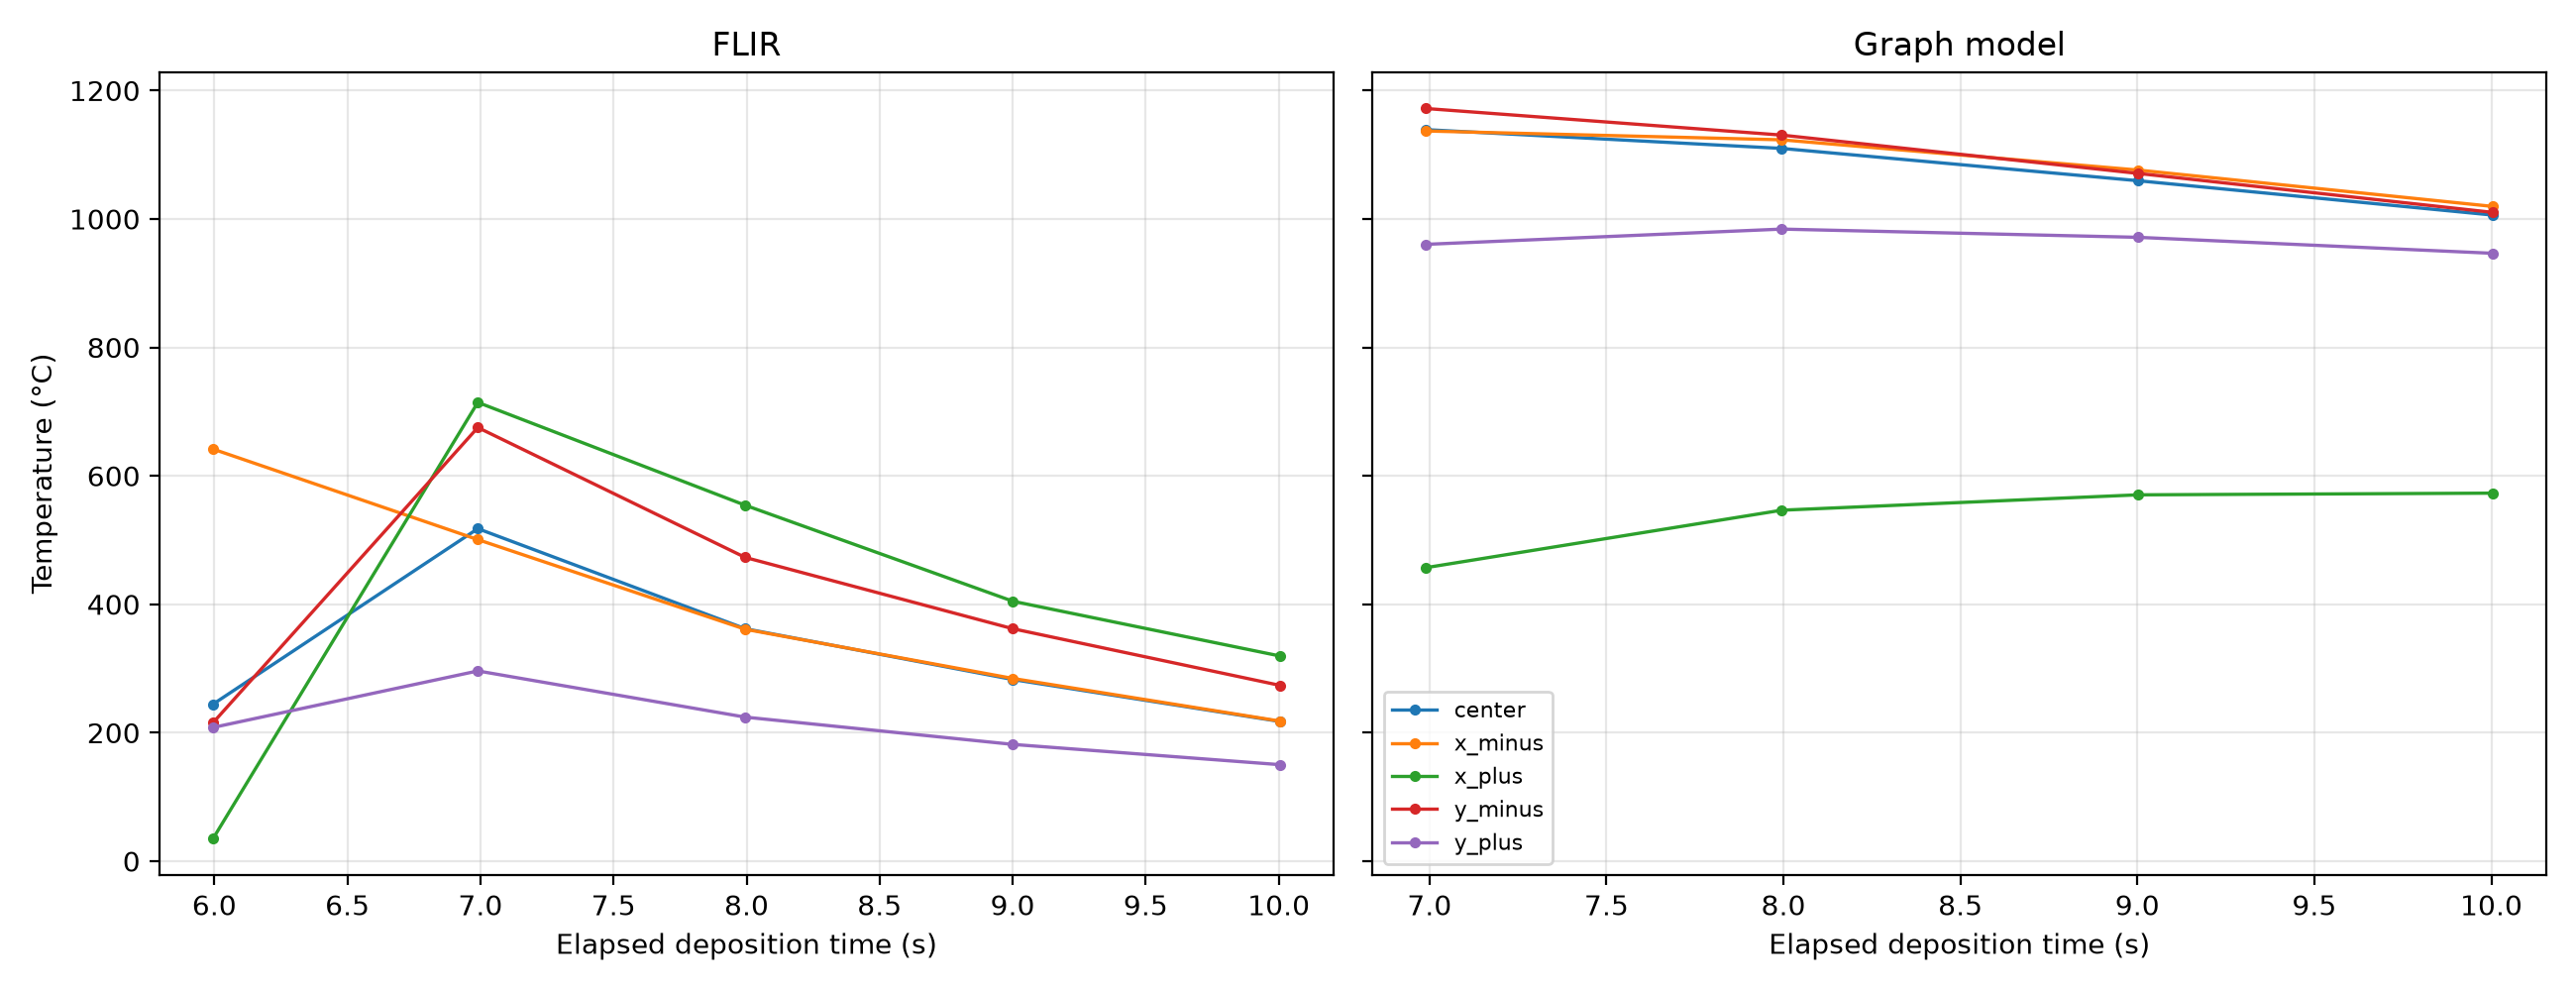 FLIR
Graph model
1200
1000
800
600
400
200
0
Temperature (°C)
6.0 6.5 7.0 7.5 8.0 8.5 9.0 9.5 10.0
Elapsed deposition time (s)
center
x_minus
x_plus
y_minus
y_plus
7.0 7.5 8.0 8.5 9.0 9.5 10.0
Elapsed deposition time (s)